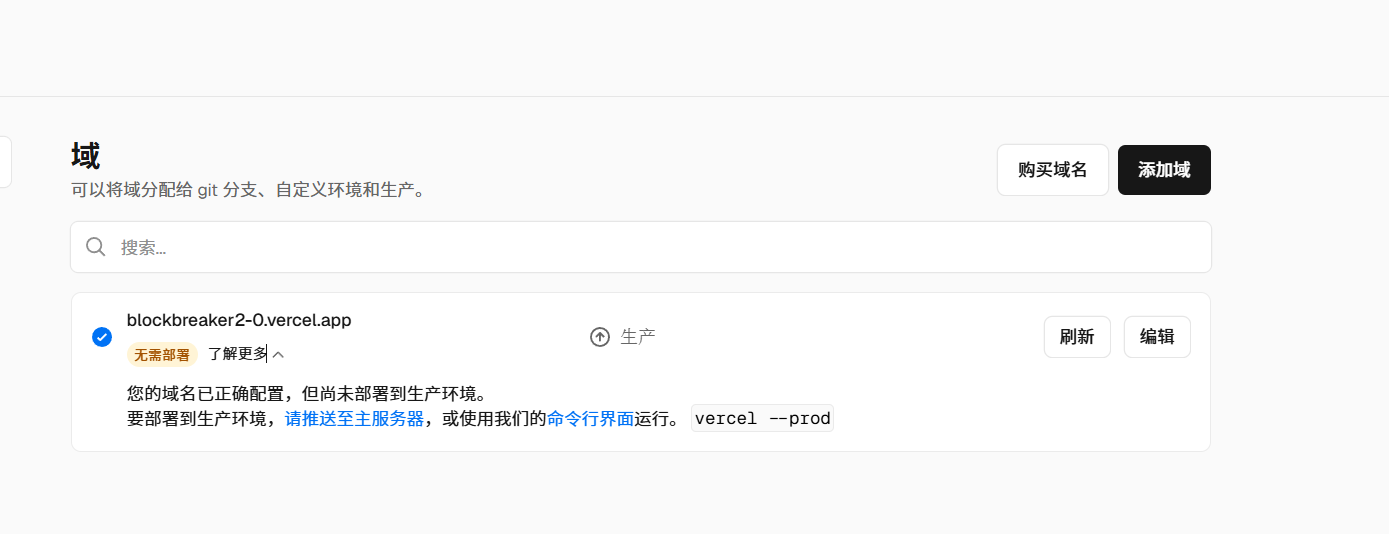 域
可以将域分配给 git 分支、自定义环境和生产。
购买域名
添加域
搜索...
blockbreaker2-0.vercel.app
无需部署 了解更多
生产
刷新
编辑
您的域名已正确配置，但尚未部署到生产环境。
要部署到生产环境，请推送至主服务器，或使用我们的命令行界面运行。 vercel --prod